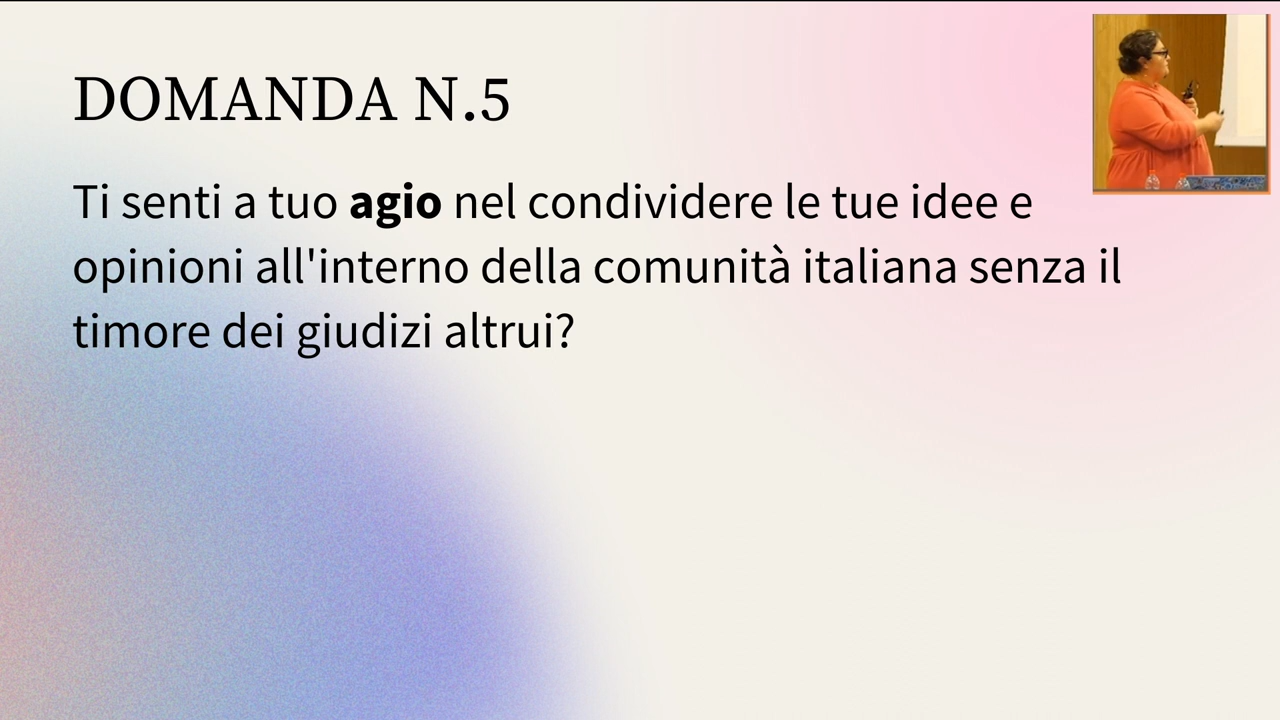 DOMANDA N.5
Ti senti a tuo agio nel condividere le tue idee e
opinioni all'interno della comunità italiana senza il
timore dei giudizi altrui?